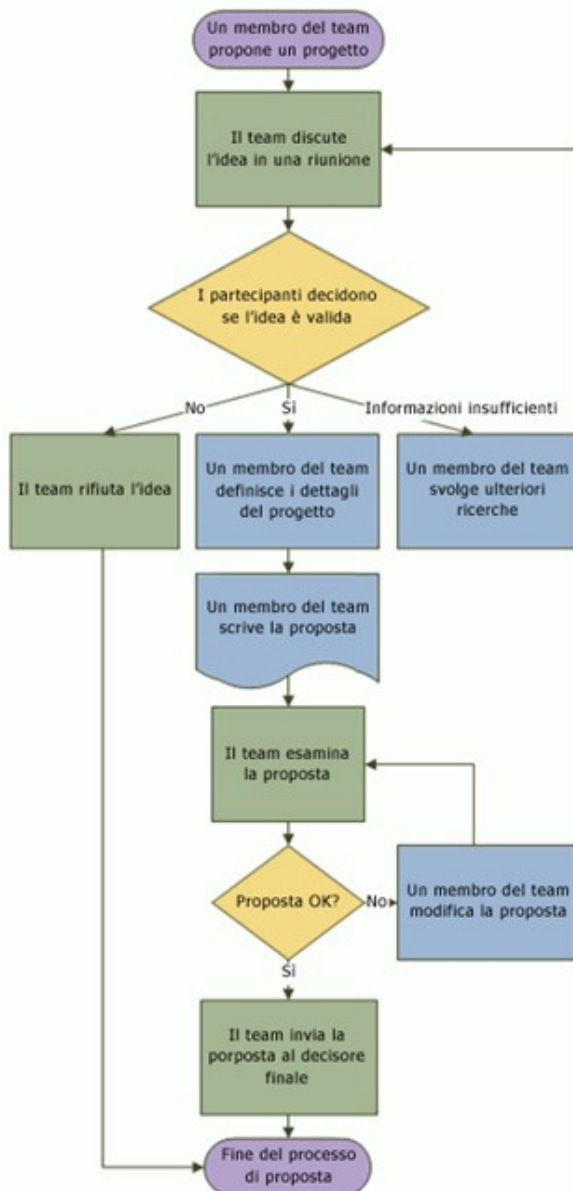 Un membro del team
propone un progetto
Il team discute
l'idea in una riunione
I partecipanti decidono
se l'idea è valida
No
Sì
Informazioni insufficienti
Il team rifiuta l'idea
Un membro del team
definisce i dettagli
del progetto
Un membro del team
svolge ulteriori
ricerche
Un membro del team
scrive la proposta
Il team esamina
la proposta
Proposta OK?
No
Un membro del team
modifica la proposta
Sì
Il team invia la
porposta al decisore
finale
Fine del processo
di proposta